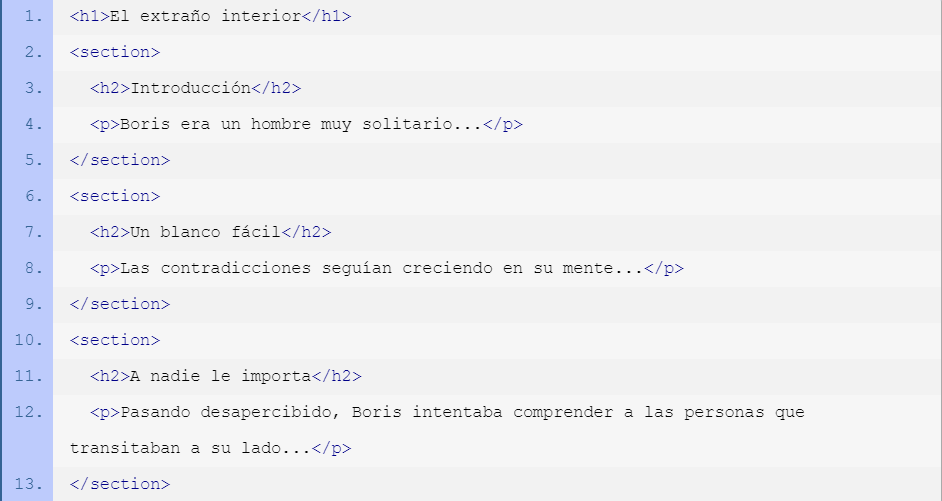 1. <h1>El extraño interior</h1>
2. <section>
3.   <h2>Introducción</h2>
4.   <p>Boris era un hombre muy solitario...</p>
5. </section>
6. <section>
7.   <h2>Un blanco fácil</h2>
8.   <p>Las contradicciones seguían creciendo en su mente...</p>
9. </section>
10. <section>
11.   <h2>A nadie le importa</h2>
12.   <p>Pasando desapercibido, Boris intentaba comprender a las personas que
transitaban a su lado...</p>
13. </section>